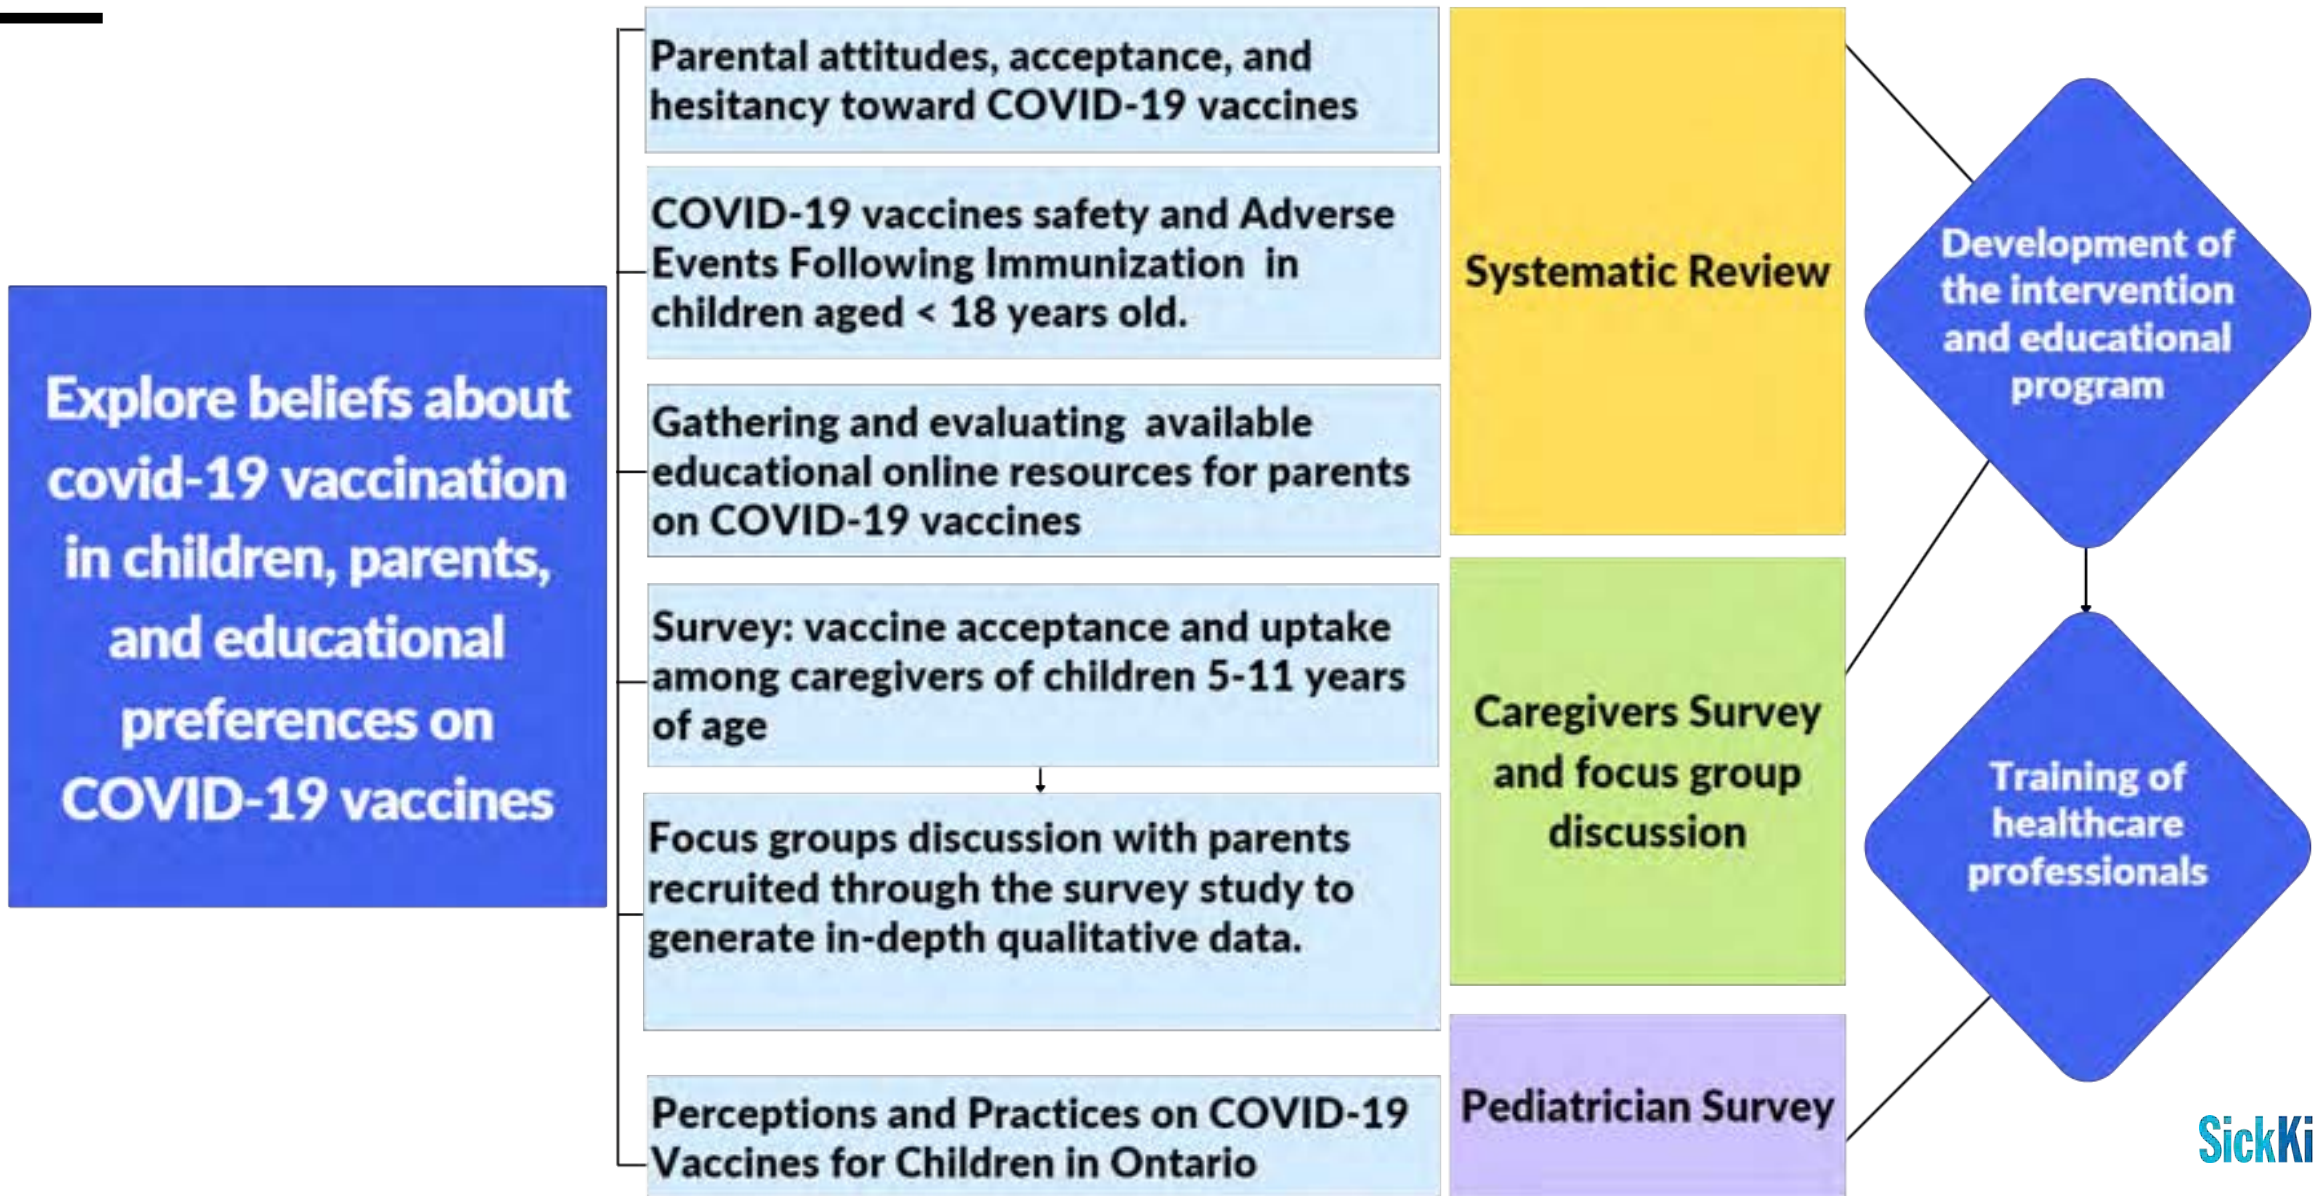 Explore beliefs about
covid-19 vaccination
in children, parents,
and educational
preferences on
COVID-19 vaccines
Parental attitudes, acceptance, and
hesitancy toward COVID-19 vaccines
COVID-19 vaccines safety and Adverse
Events Following Immunization in
children aged < 18 years old.
Gathering and evaluating available
educational online resources for parents
on COVID-19 vaccines
Survey: vaccine acceptance and uptake
among caregivers of children 5-11 years
of age
Focus groups discussion with parents
recruited through the survey study to
generate in-depth qualitative data.
Perceptions and Practices on COVID-19
Vaccines for Children in Ontario
Systematic Review
Caregivers Survey
and focus group
discussion
Pediatrician Survey
Development of
the intervention
and educational
program
Training of
healthcare
professionals
SickKi